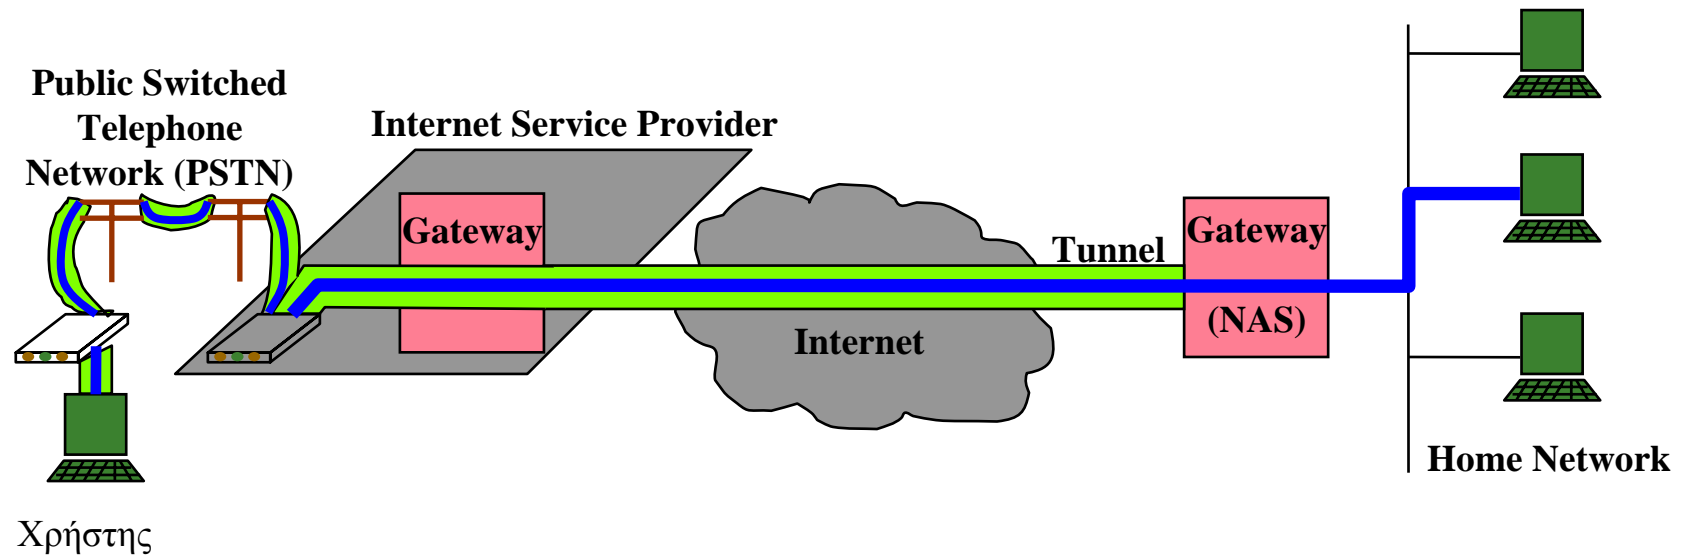 Public Switched
Telephone
Network (PSTN)
Internet Service Provider
Gateway
Tunnel
Gateway
(NAS)
Internet
Home Network
Χρήστης